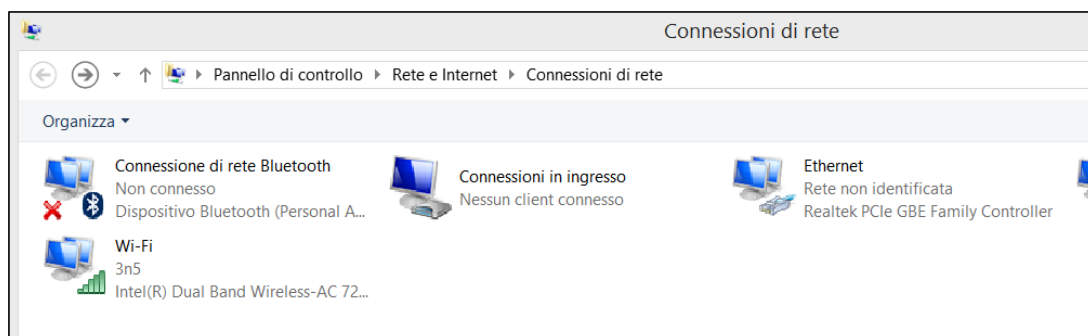 Connessioni di rete
Pannello di controllo Rete e Internet Connessioni di rete
Organizza
Connessione di rete Bluetooth
Non connesso
Dispositivo Bluetooth (Personal A...
Connessioni in ingresso
Nessun client connesso
Ethernet
Rete non identificata
Realtek PCIe GBE Family Controller
Wi-Fi
3n5
Intel(R) Dual Band Wireless-AC 72...